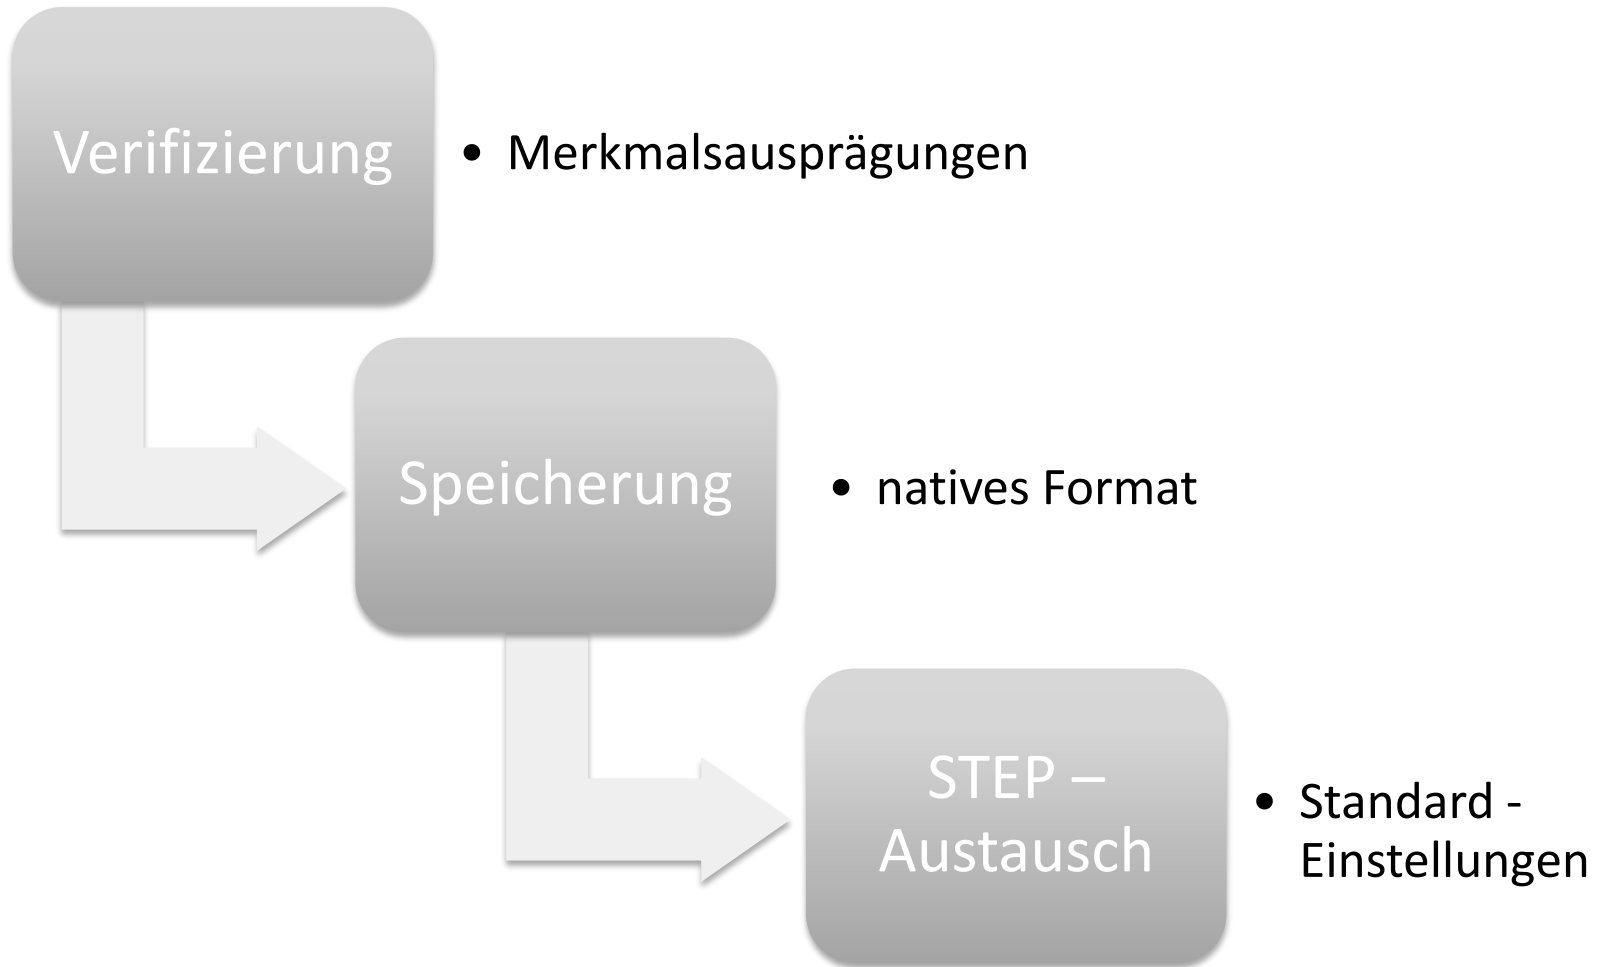 Verifizierung
• Merkmalsausprägungen
Speicherung
• natives Format
STEP –
Austausch
• Standard -
Einstellungen